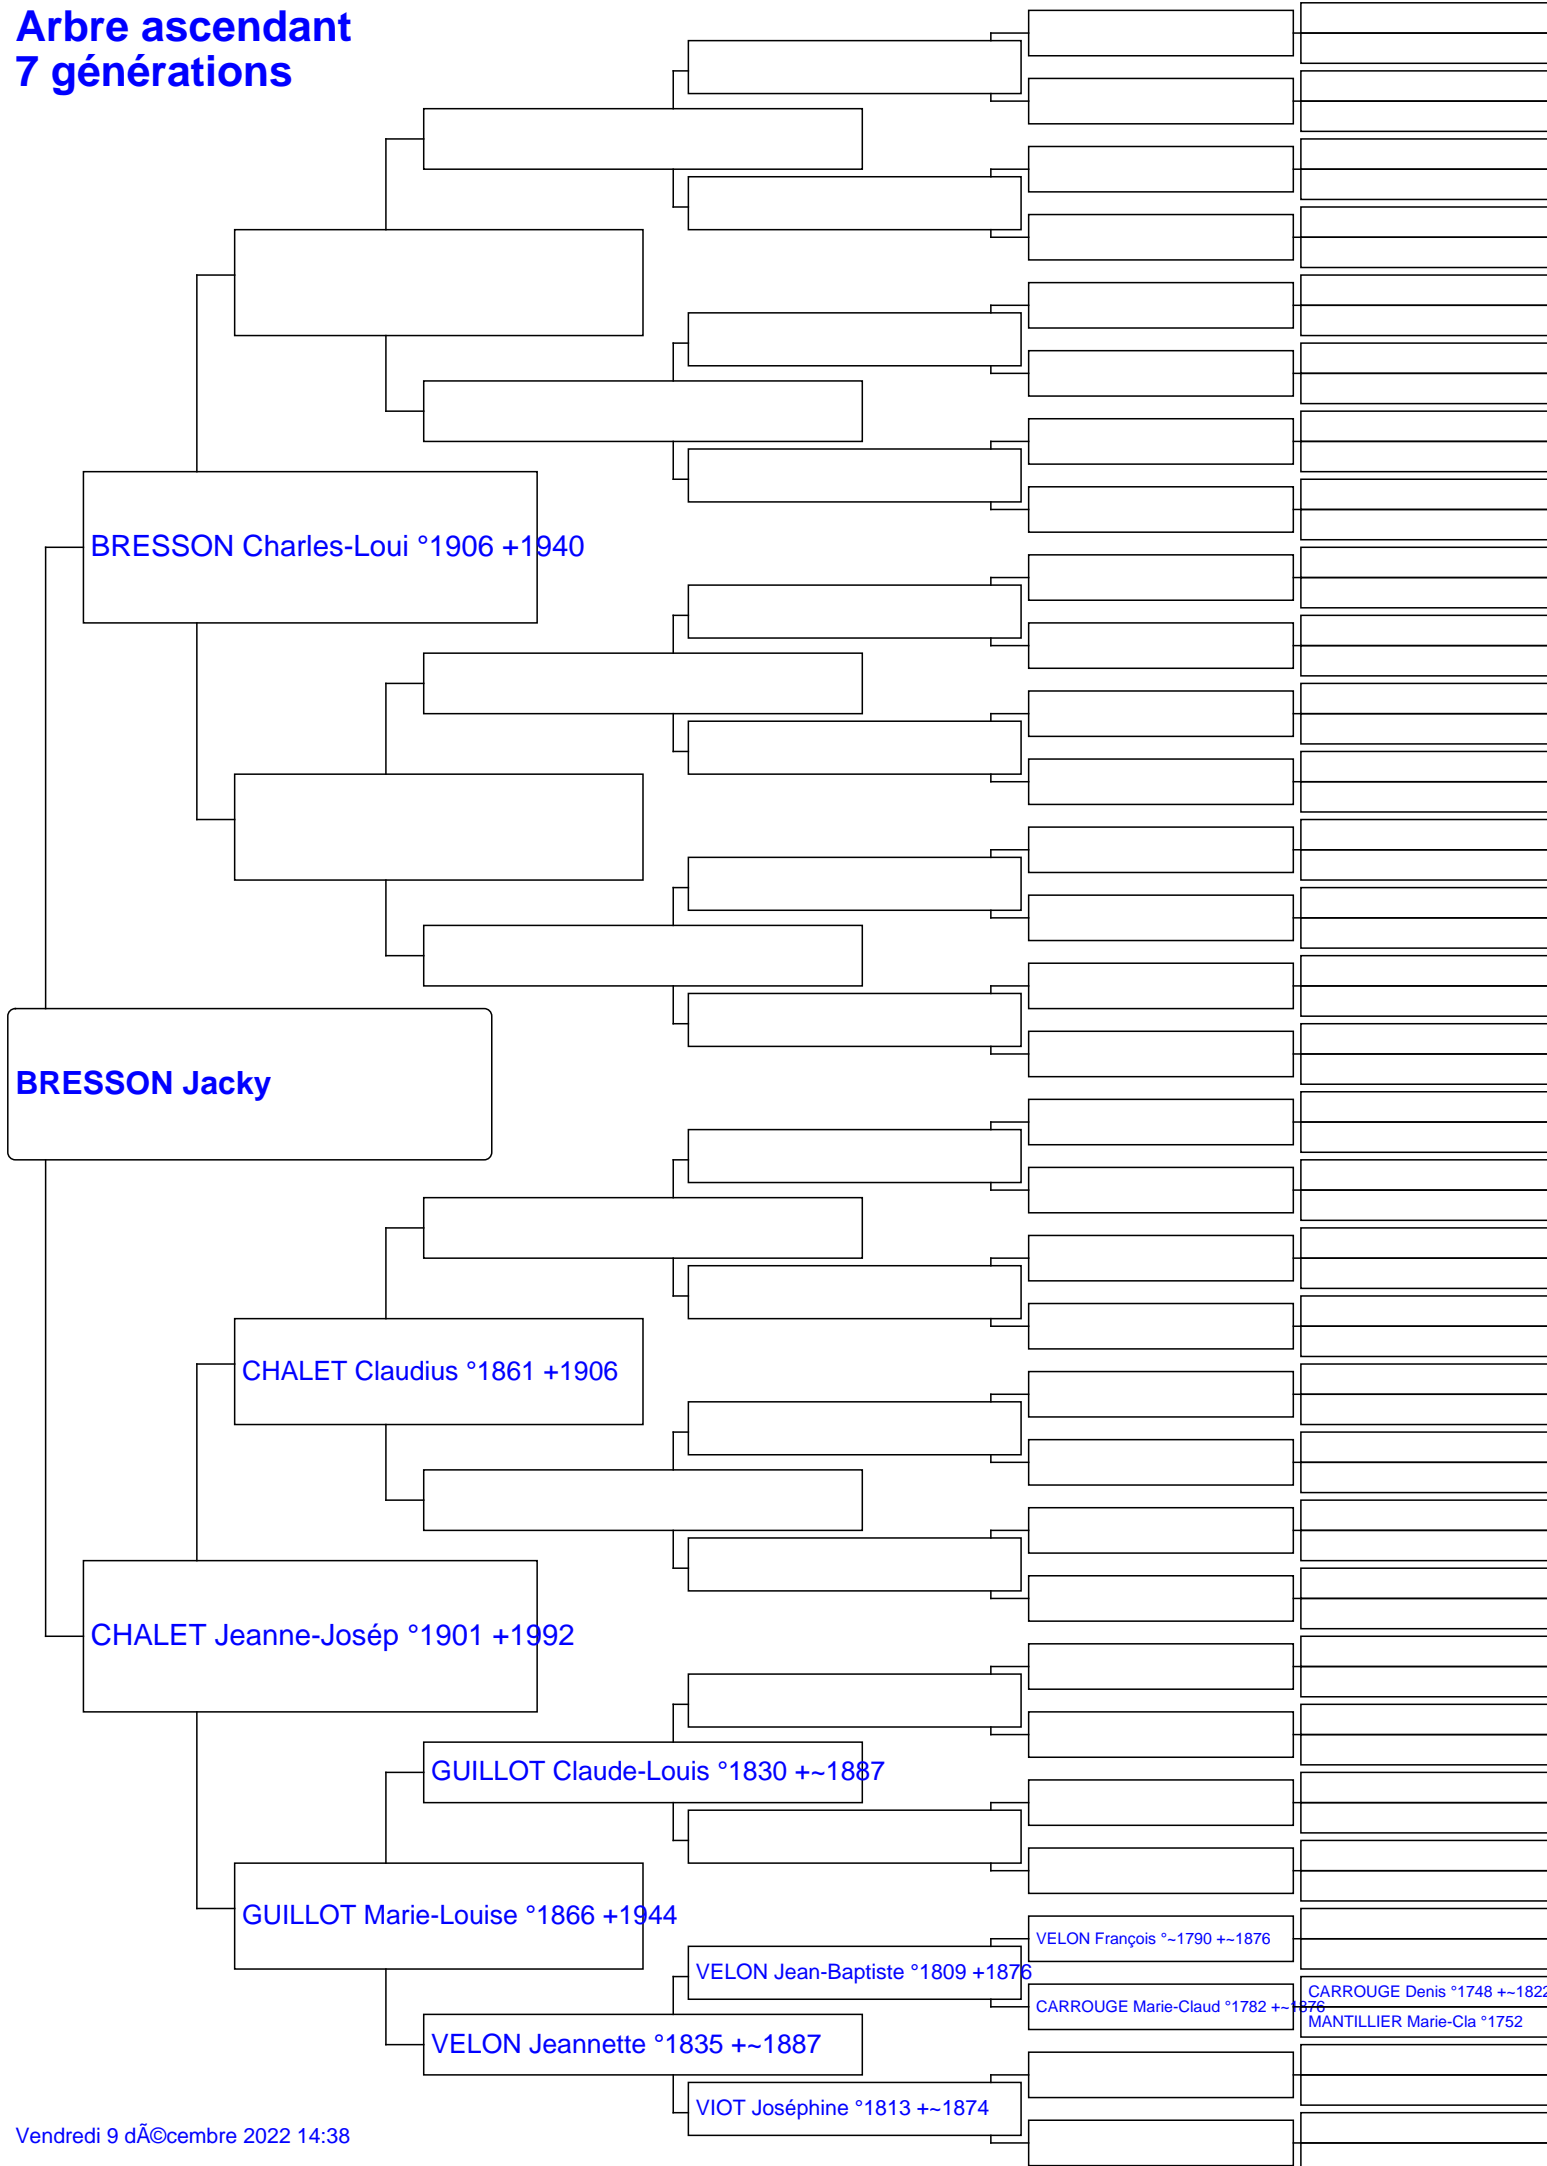 Arbre ascendant
7 générations
BRESSON Charles-Loui °1906 +1940
BRESSON Jacky
CHALET Claudius °1861 +1906
CHALET Jeanne-Josép °1901 +1992
GUILLOT Claude-Louis °1830 +~1887
GUILLOT Marie-Louise °1866 +1944
VELON François °~1790 +~1876
VELON Jean-Baptiste °1809 +1876
CARROUGE Marie-Claud °1782 +~1876
CARROUGE Denis °1748 +~1822
MANTILLIER Marie-Cla °1752
VELON Jeannette °1835 +~1887
VIOT Joséphine °1813 +~1874
Vendredi 9 dÃ©cembre 2022 14:38